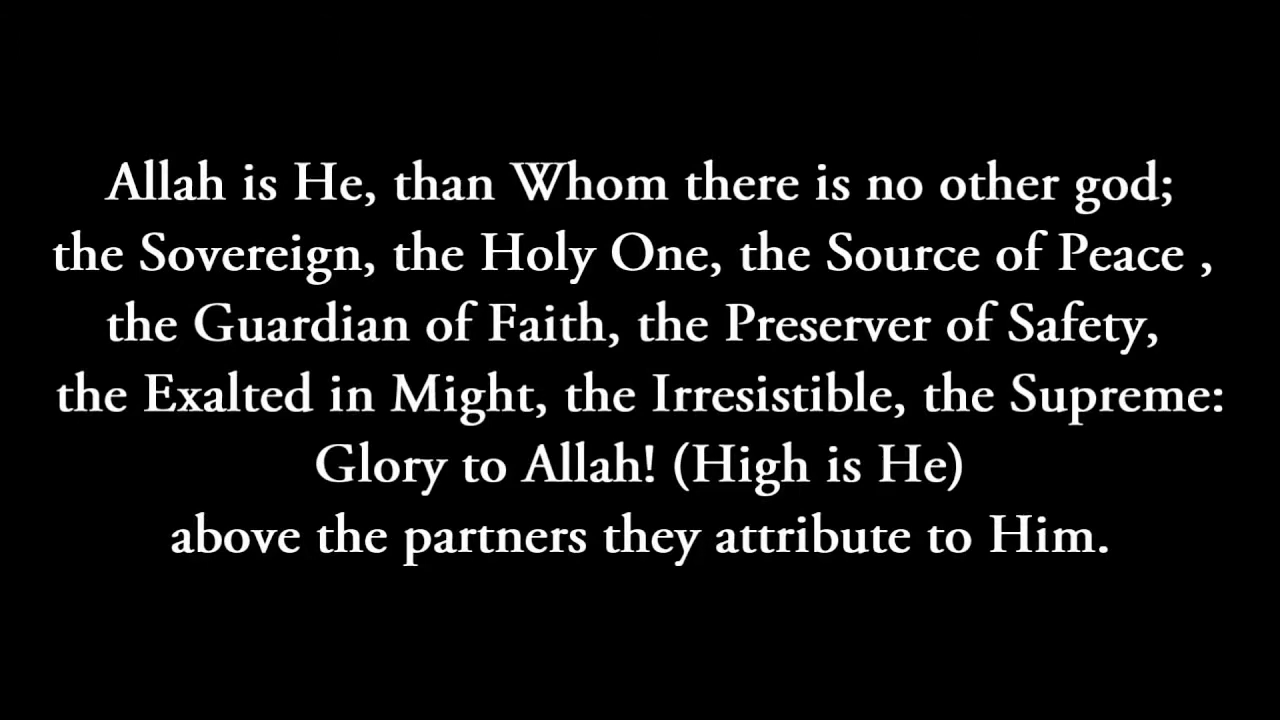 Allah is He, than Whom there is no other god;
the Sovereign, the Holy One, the Source of Peace ,
the Guardian of Faith, the Preserver of Safety,
the Exalted in Might, the Irresistible, the Supreme:
Glory to Allah! (High is He)
above the partners they attribute to Him.